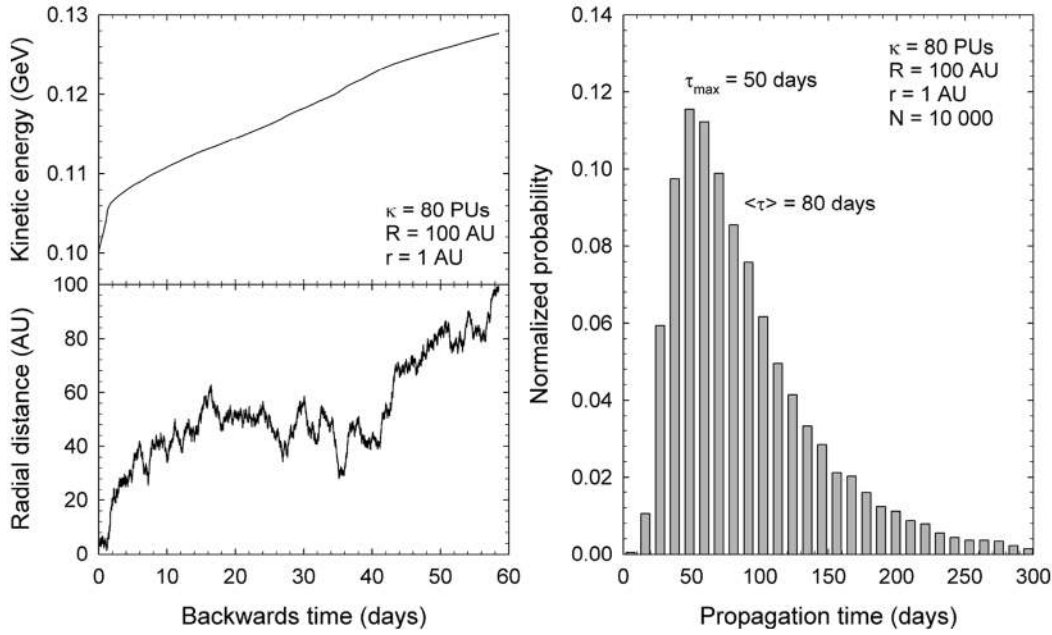 0.13
0.12
0.11
0.10
Kinetic energy (GeV)
κ = 80 PUs
R = 100 AU
r = 1 AU
100
80
60
40
20
0
Radial distance (AU)
0 10 20 30 40 50 60
Backwards time (days)
0.14
0.12
0.10
0.08
0.06
0.04
0.02
0.00
Normalized probability
κ = 80 PUs
R = 100 AU
r = 1 AU
N = 10 000
τmax = 50 days
<τ> = 80 days
0 50 100 150 200 250 300
Propagation time (days)